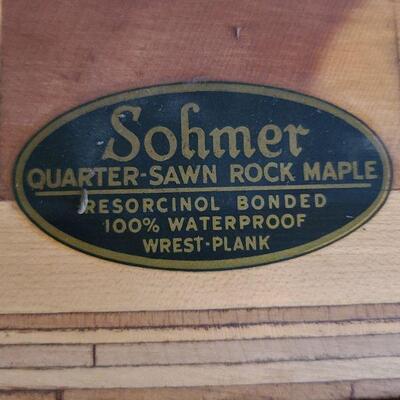 Sohmer
QUARTER-SAWN ROCK MAPLE
RESORCINOL BONDED
100% WATERPROOF
WREST-PLANK